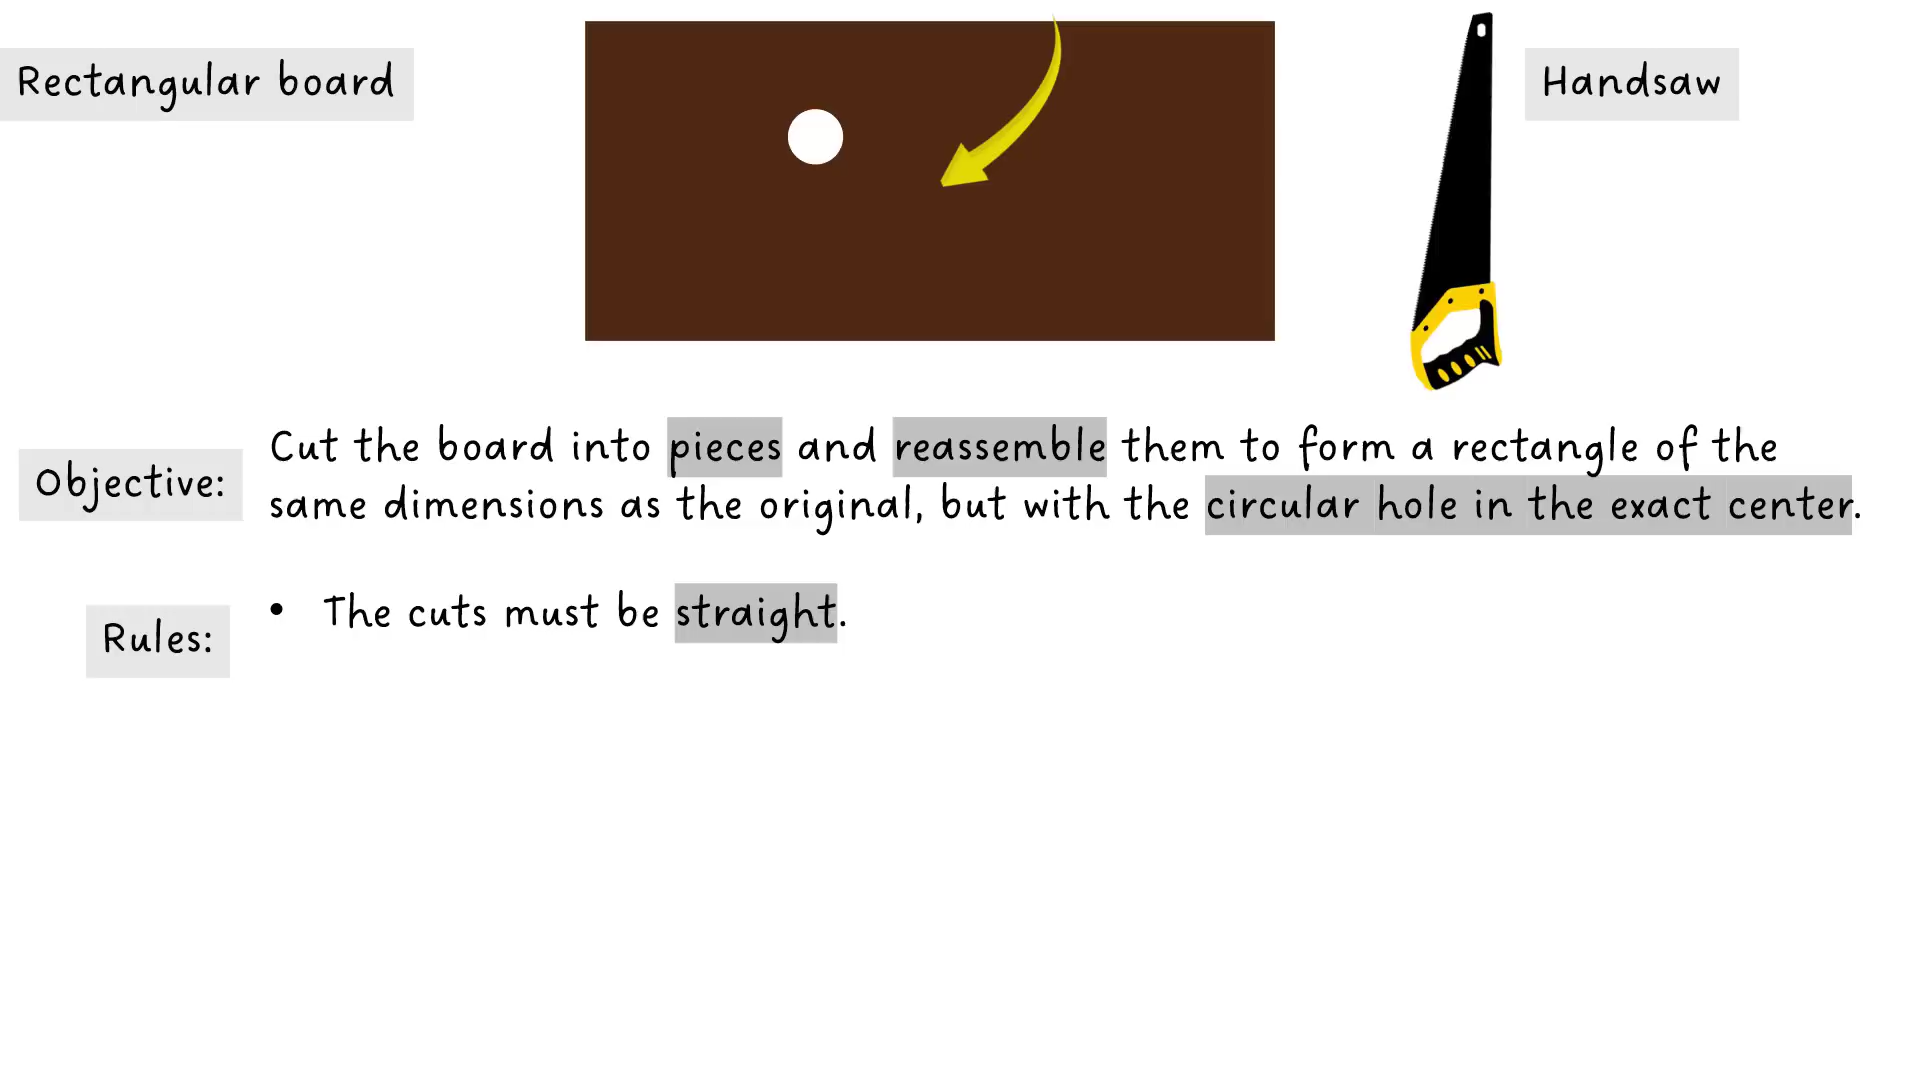 Rectangular board
Handsaw
Objective:
Cut the board into pieces and reassemble them to form a rectangle of the
same dimensions as the original, but with the circular hole in the exact center.
Rules:
• The cuts must be straight.